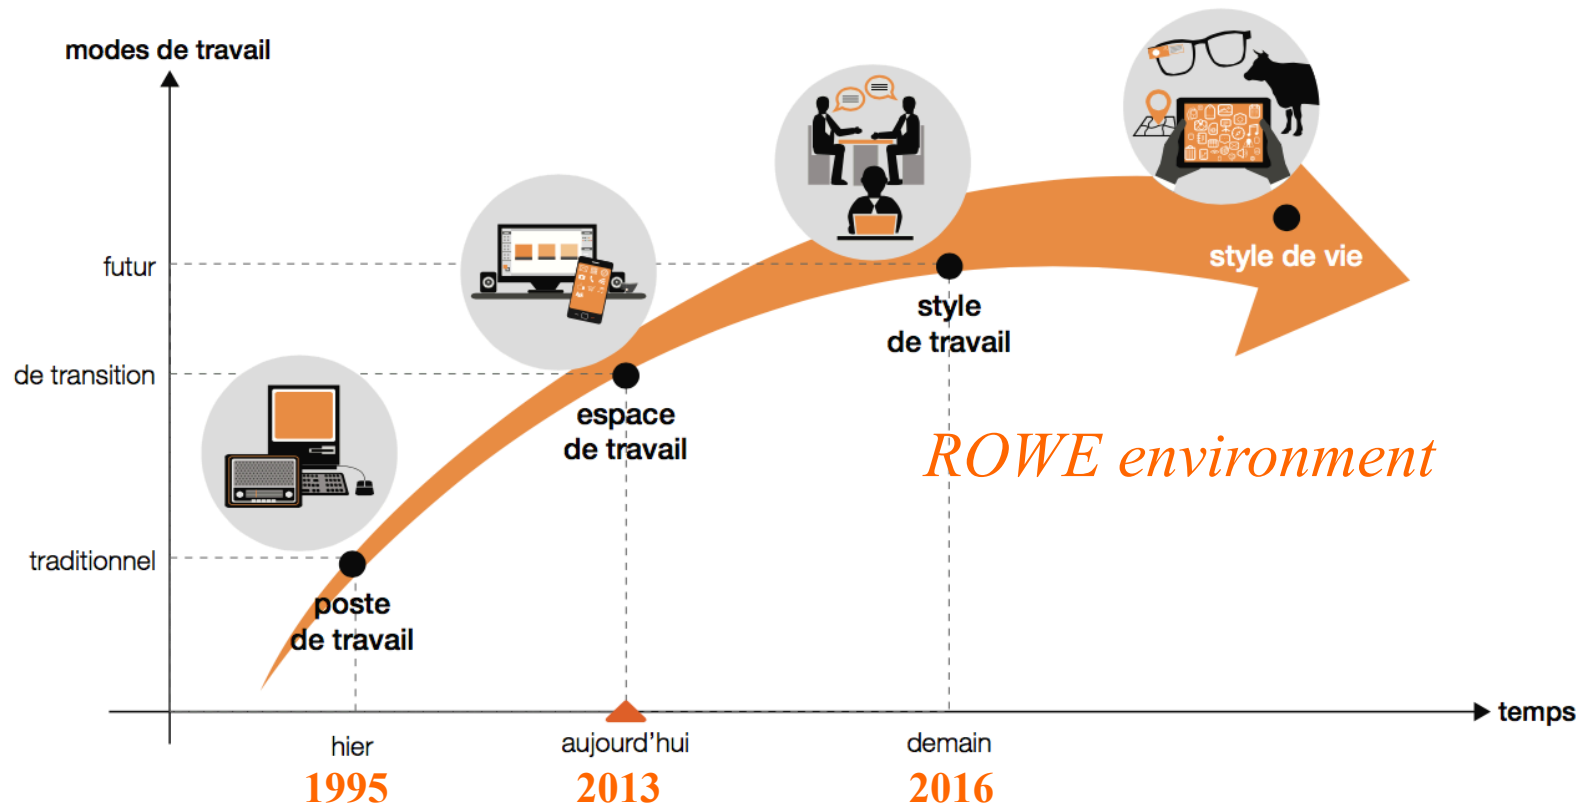 modes de travail
futur
de transition
traditionnel
poste
de travail
espace
de travail
style
de travail
style de vie
ROWE environment
temps
hier
aujourd’hui
demain
1995
2013
2016